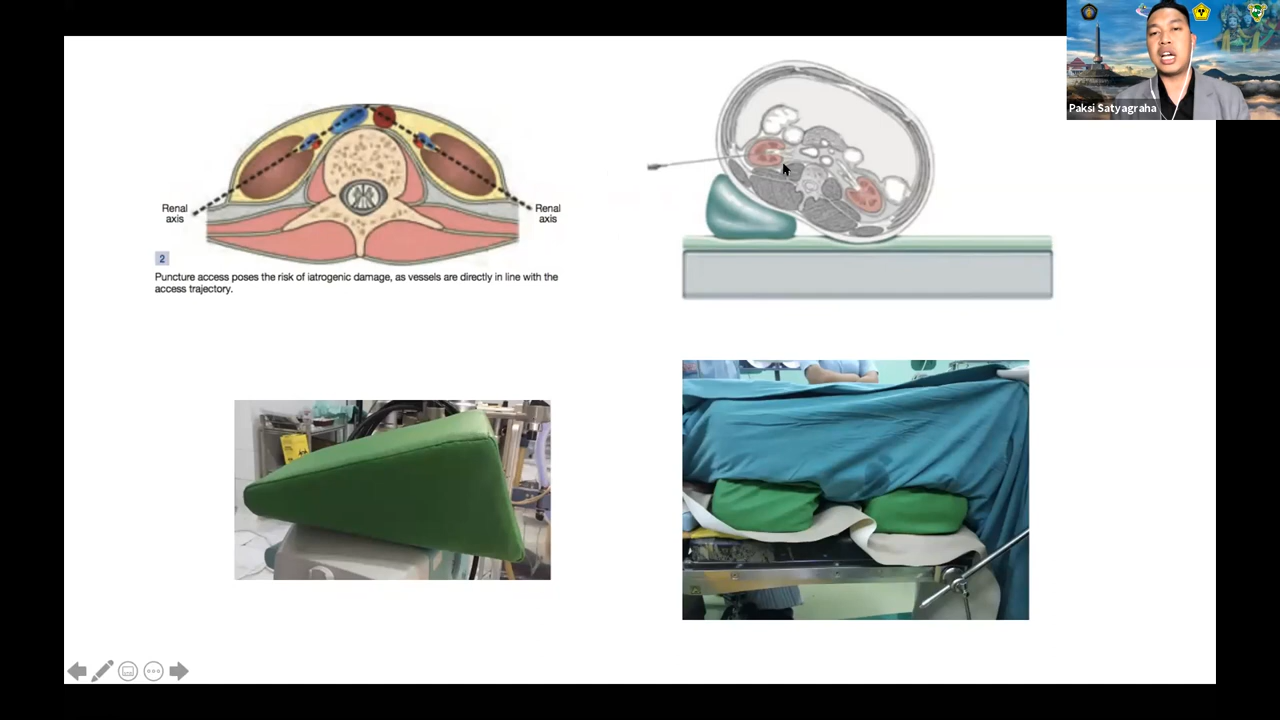 Paksi Satyagraha
Renal
axis
Renal
axis
2
Puncture access poses the risk of iatrogenic damage, as vessels are directly in line with the
access trajectory.